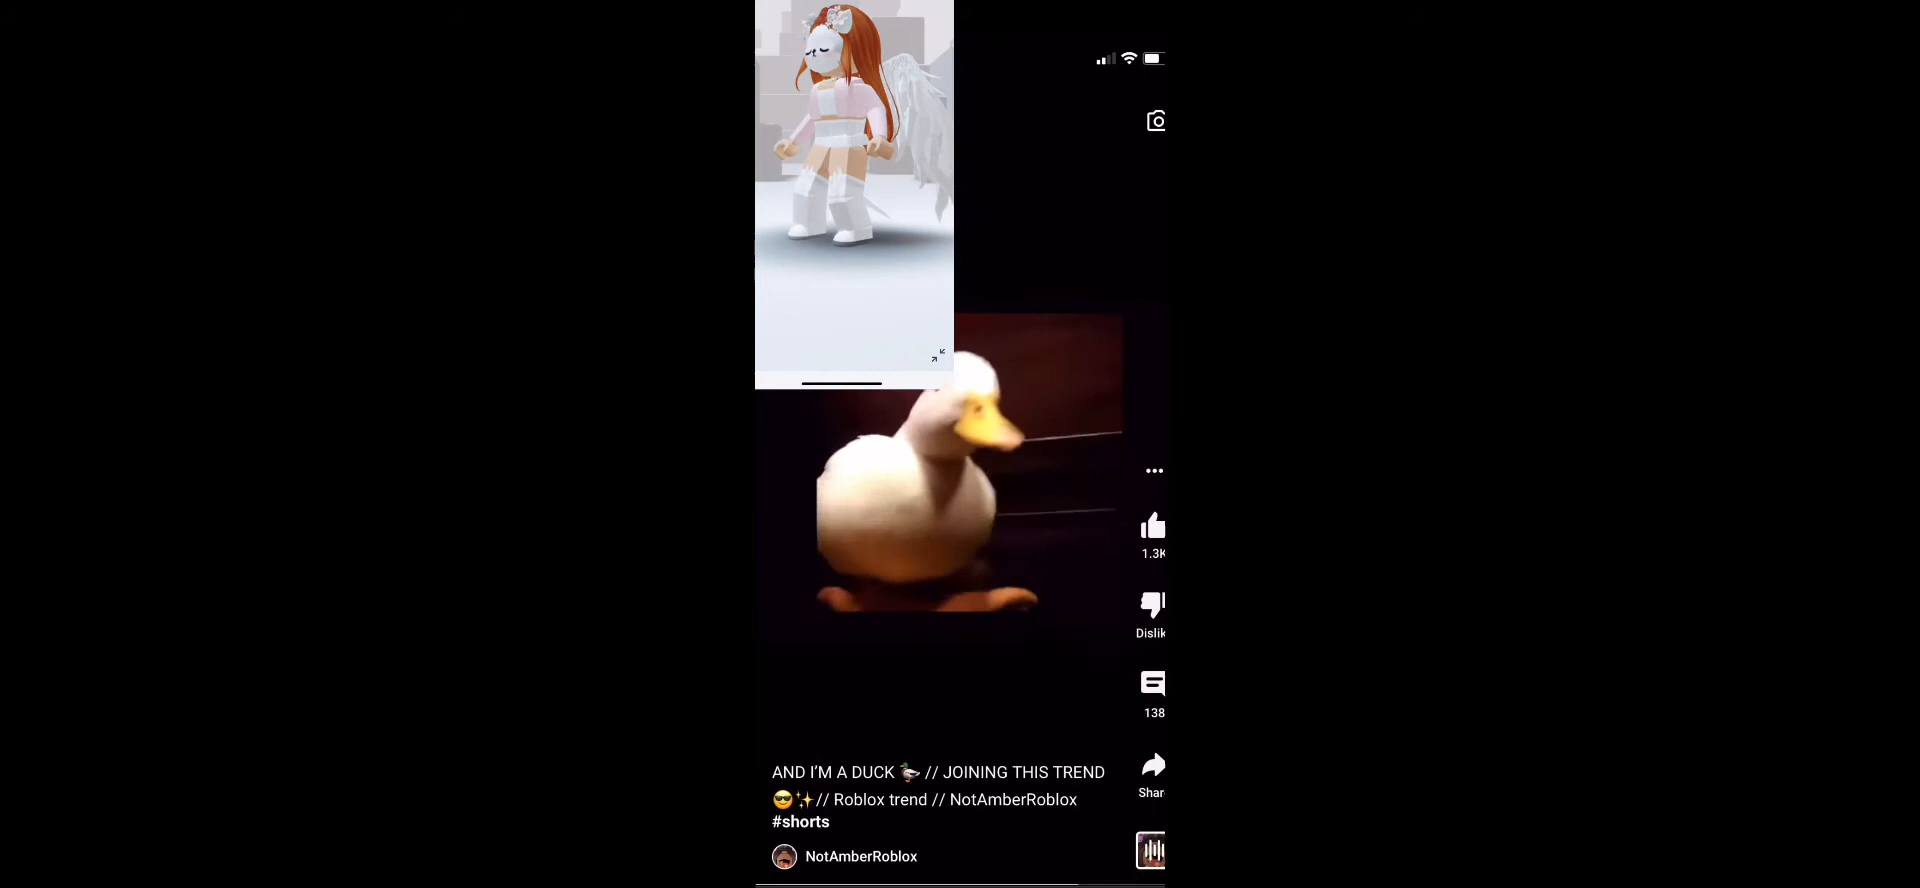 1.3K
Dislik
138
AND I'M A DUCK 🦆 // JOINING THIS TREND
😎✨// Roblox trend // NotAmberRoblox
Shar
#shorts
NotAmberRoblox